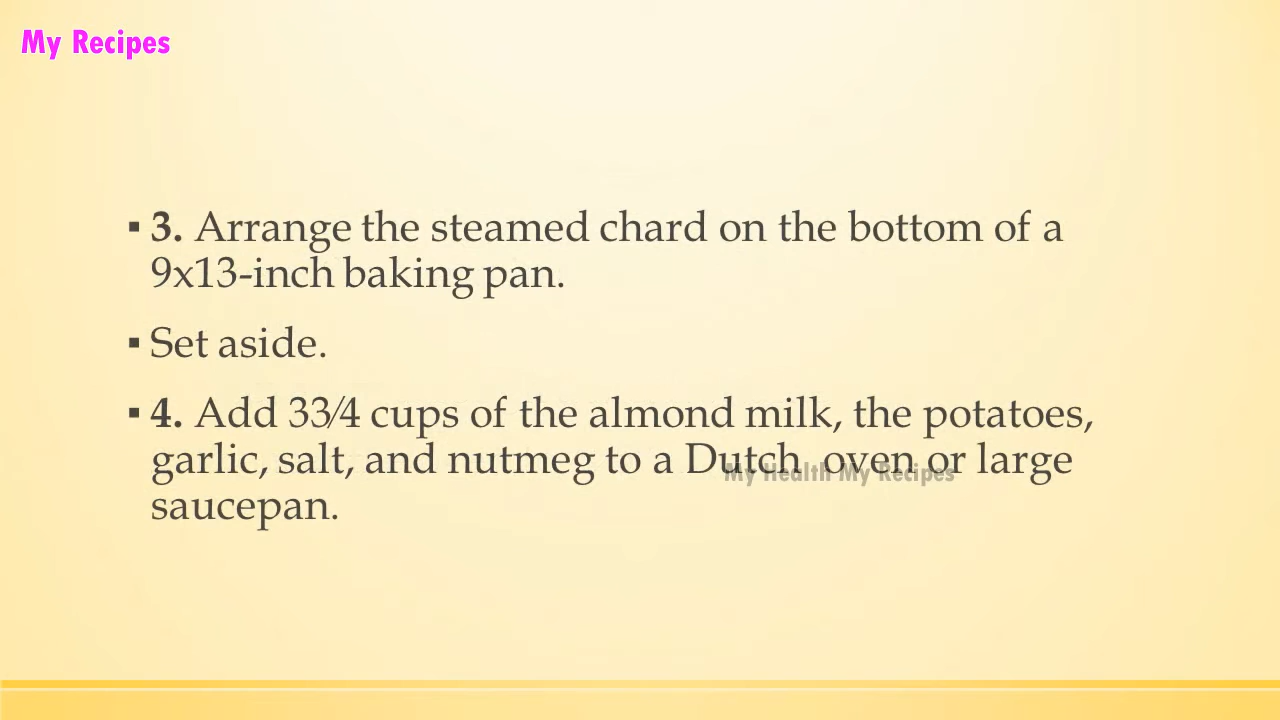 My Recipes
▪ 3. Arrange the steamed chard on the bottom of a
9x13-inch baking pan.
▪ Set aside.
▪ 4. Add 33⁄4 cups of the almond milk, the potatoes,
garlic, salt, and nutmeg to a Dutch oven or large
My Health My Recipes
saucepan.